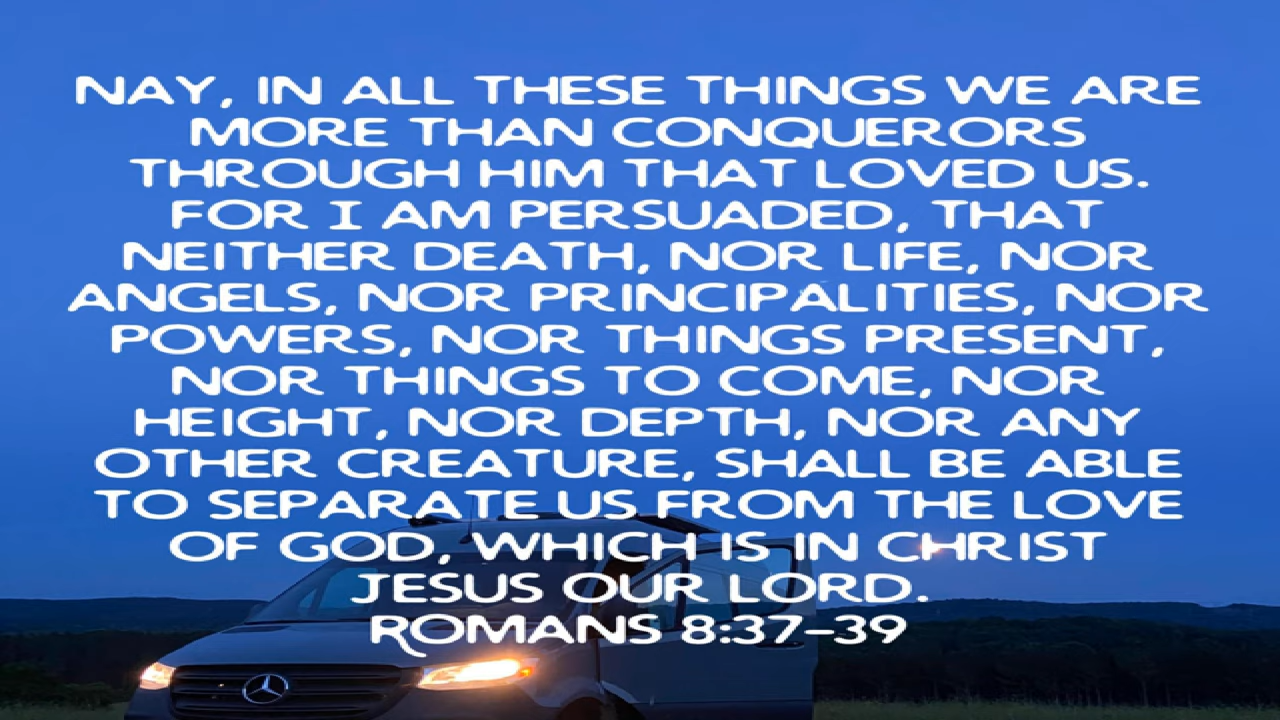 NAY, IN ALL THESE THINGS WE ARE
MORE THAN CONQUERORS
THROUGH HIM THAT LOVED US.
FOR I AM PERSUADED, THAT
NEITHER DEATH, NOR LIFE, NOR
ANGELS, NOR PRINCIPALITIES, NOR
POWERS, NOR THINGS PRESENT,
NOR THINGS TO COME, NOR
HEIGHT, NOR DEPTH, NOR ANY
OTHER CREATURE, SHALL BE ABLE
TO SEPARATE US FROM THE LOVE
OF GOD, WHICH IS IN CHRIST
JESUS OUR LORD.
ROMANS 8:37-39